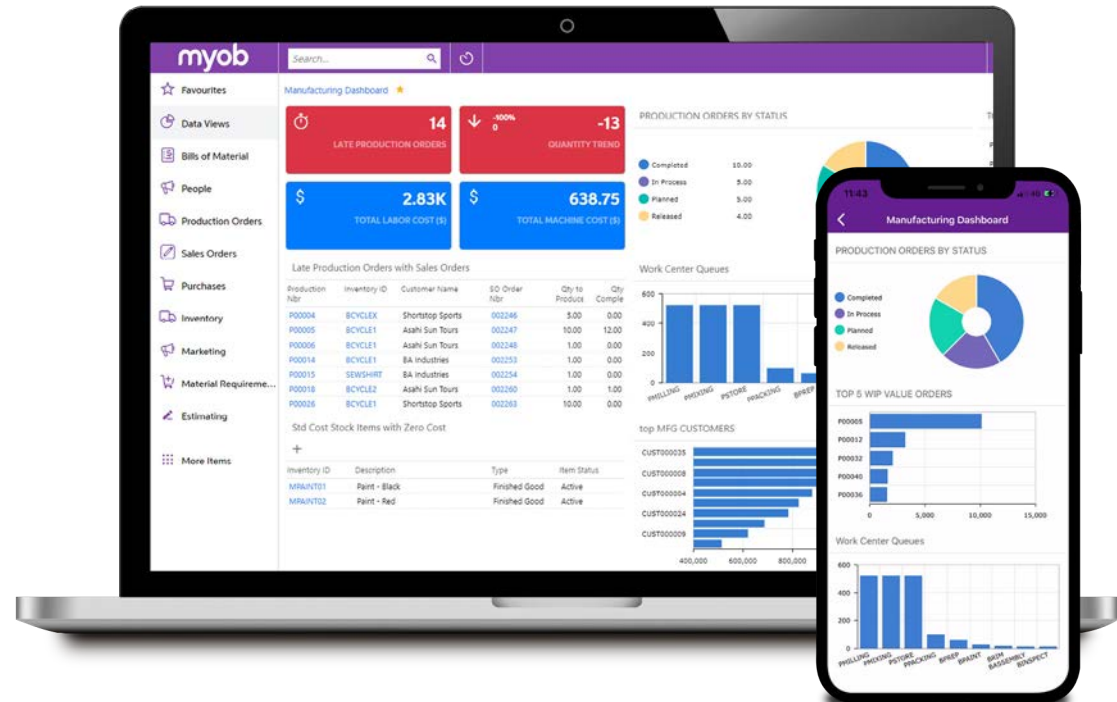 myob
Search...
Favourites
Data Views
Bills of Material
People
Production Orders
Sales Orders
Purchases
Inventory
Marketing
Material Requireme...
Estimating
More Items
Manufacturing Dashboard
14
LATE PRODUCTION ORDERS
-100%
0
-13
QUANTITY TREND
$ 2.83K
TOTAL LABOR COST ($)
$ 638.75
TOTAL MACHINE COST ($)
Late Production Orders with Sales Orders
Production Nbr Inventory ID Customer Name SO Order Nbr Qty to Produce Qty Comple
P00004 BCYCLEX Shortstop Sports 002246 5.00 0.00
P00005 BCYCLE1 Asahi Sun Tours 002247 10.00 12.00
P00006 BCYCLE1 Asahi Sun Tours 002248 1.00 0.00
P00014 BCYCLE1 BA Industries 002253 1.00 0.00
P00015 SEWSHIRT BA Industries 002254 1.00 0.00
P00018 BCYCLE2 Asahi Sun Tours 002260 1.00 1.00
P00026 BCYCLE1 Shortstop Sports 002263 10.00 0.00
Std Cost Stock Items with Zero Cost
+
Inventory ID Description Type Item Status
MPAINT01 Paint - Black Finished Good Active
MPAINT02 Paint - Red Finished Good Active
PRODUCTION ORDERS BY STATUS
Completed 10.00
In Process 5.00
Planned 5.00
Released 4.00
Work Center Queues
600
400
200
0
PMILLING PMIXING PSTORE PPACKING BPREP
top MFG CUSTOMERS
CUST000035
CUST000008
CUST000004
CUST000024
CUST000009
400,000 600,000 800,000
11:43
4G
Manufacturing Dashboard
PRODUCTION ORDERS BY STATUS
Completed
In Process
Planned
Released
TOP 5 WIP VALUE ORDERS
P00005
P00012
P00032
P00040
P00036
0 5,000 10,000 15,000
Work Center Queues
600
400
200
0
PMILLING PMIXING PSTORE PPACKING BPREP BPAINT BRIM BASSEMBLY BINSPECT